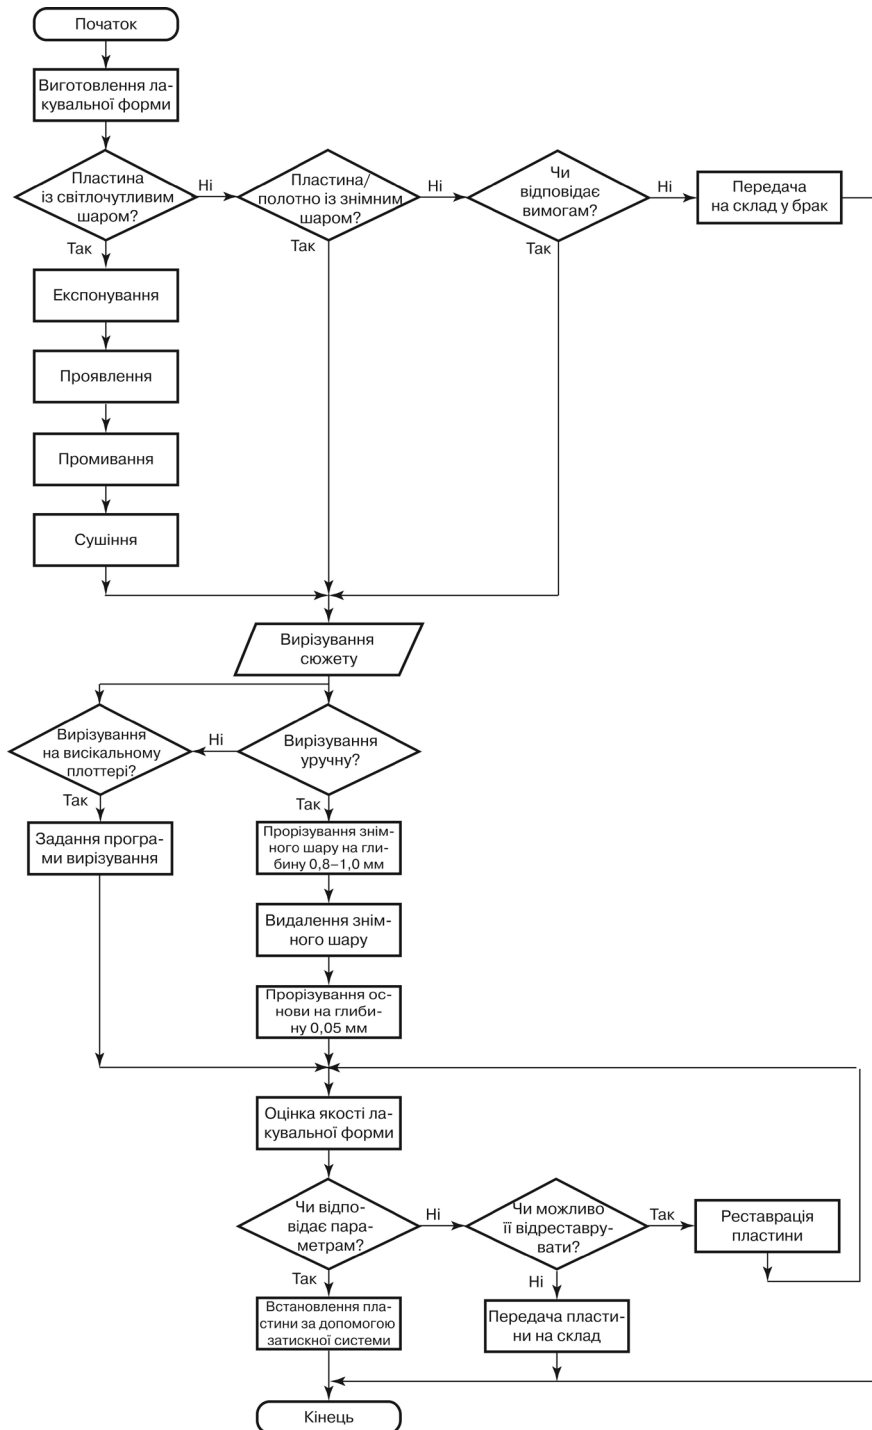 Початок
Виготовлення ла-
кувальної форми
Пластина
із світлочутливим
шаром?
Ні
Пластина/
полотно із знімним
шаром?
Ні
Чи
відповідає
вимогам?
Ні
Передача
на склад у брак
Так
Так
Так
Експонування
Проявлення
Промивання
Сушіння
Вирізування
сюжету
Вирізування
на висікальному
плоттері?
Ні
Вирізування
уручну?
Так
Так
Задання програ-
ми вирізування
Прорізування знім-
ного шару на гли-
бину 0,8–1,0 мм
Видалення знім-
ного шару
Прорізування ос-
нови на глиби-
ну 0,05 мм
Оцінка якості ла-
кувальної форми
Чи відпо-
відає пара-
метрам?
Ні
Чи можливо
її відреставру-
вати?
Так
Реставрація
пластини
Так
Ні
Встановлення пла-
стини за допомогою
затискної системи
Передача пласти-
ни на склад
Кінець